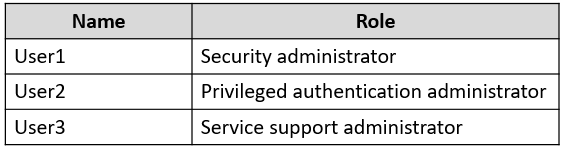 Name Role
User1 Security administrator
User2 Privileged authentication administrator
User3 Service support administrator